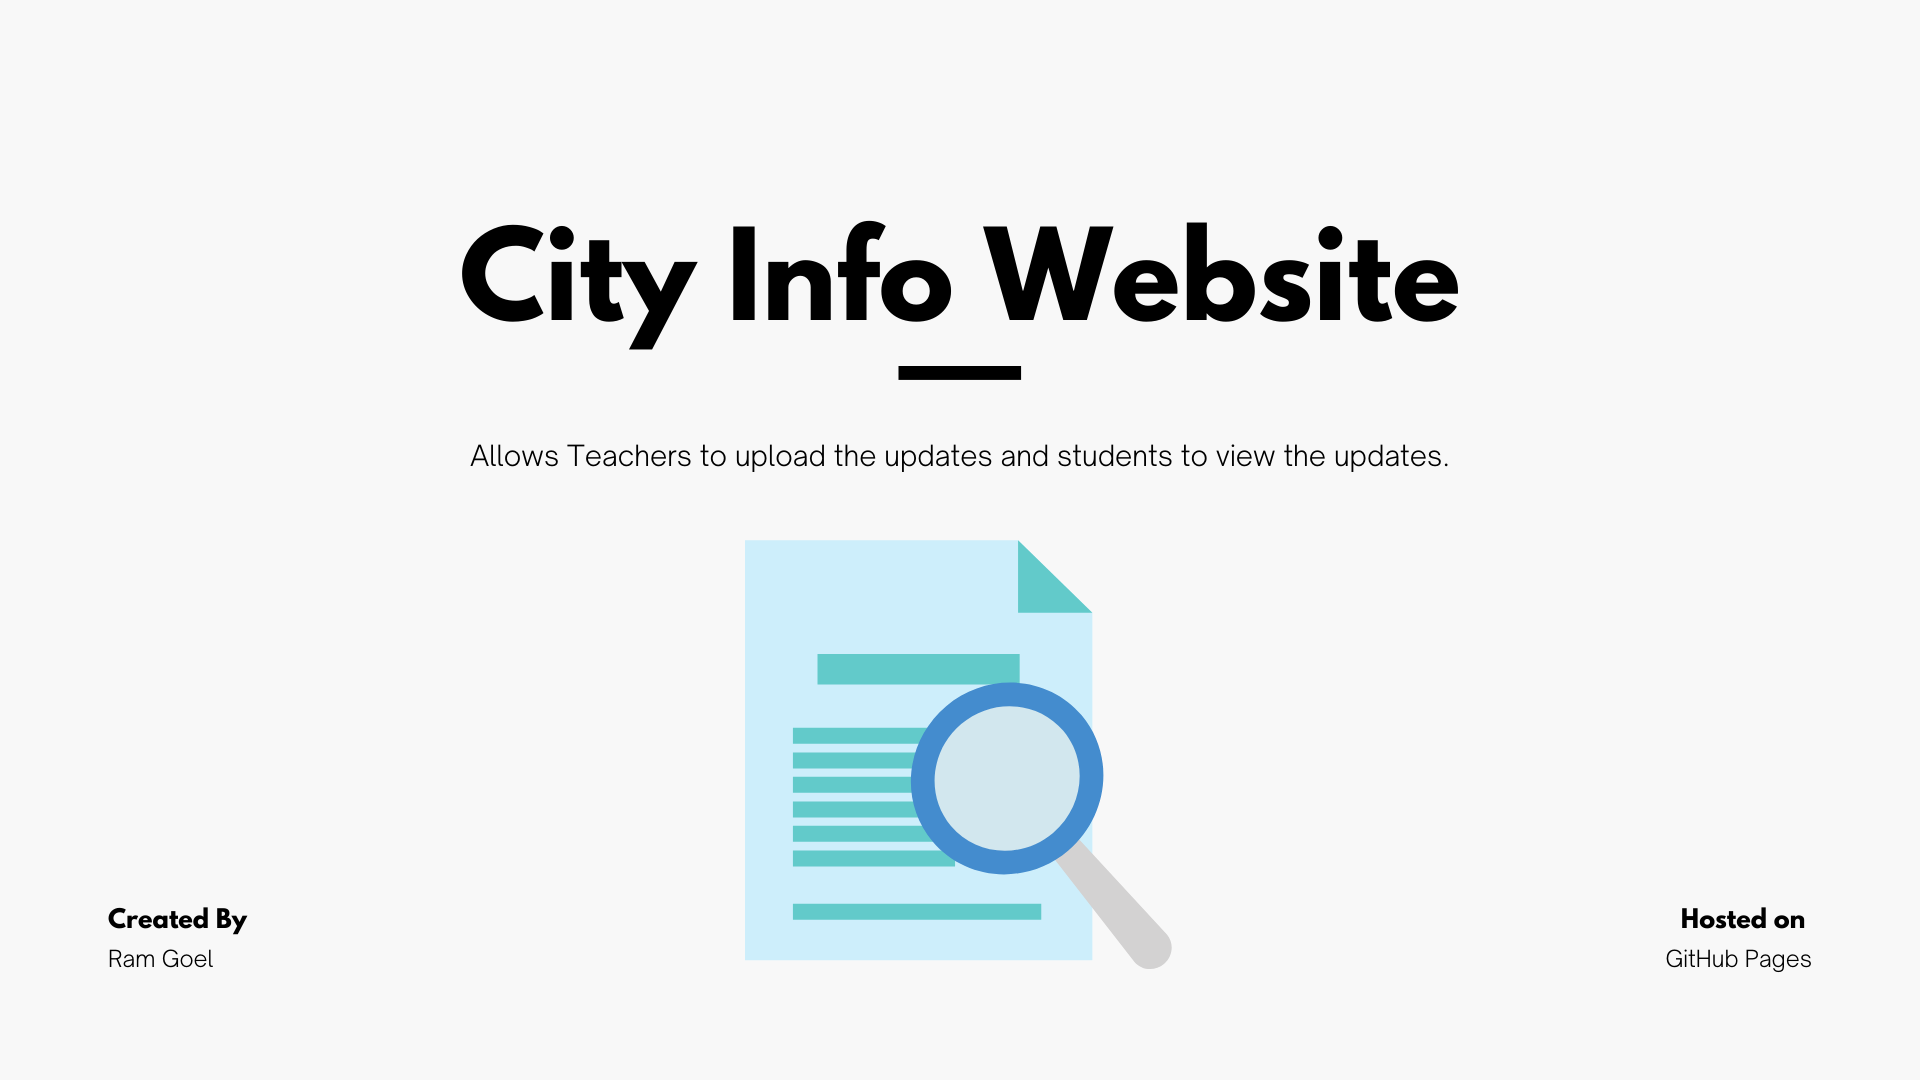 City Info Website
Allows Teachers to upload the updates and students to view the updates.
Created By
Ram Goel
Hosted on
GitHub Pages